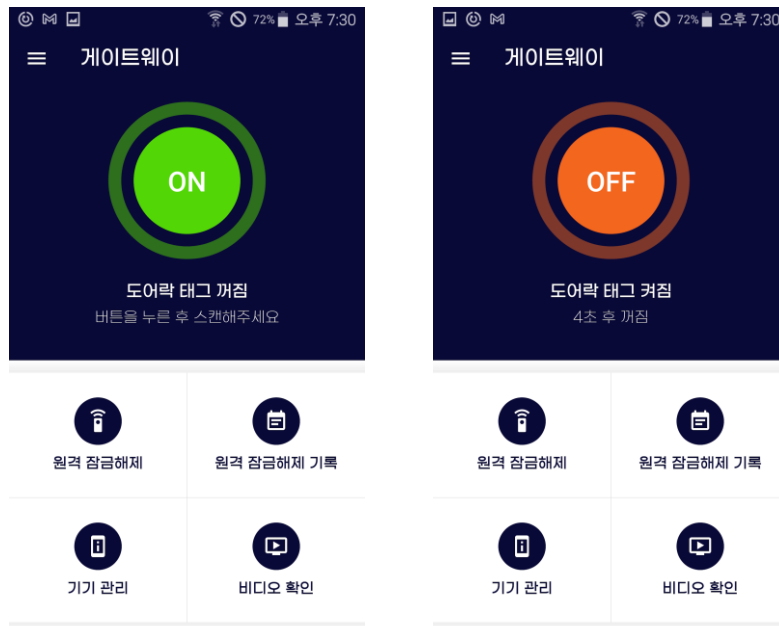 72% 오후 7:30
게이트웨이
ON
도어락 태그 꺼짐
버튼을 누른 후 스캔해주세요
원격 잠금해제
원격 잠금해제 기록
기기 관리
비디오 확인
72% 오후 7:30
게이트웨이
OFF
도어락 태그 켜짐
4초 후 꺼짐
원격 잠금해제
원격 잠금해제 기록
기기 관리
비디오 확인